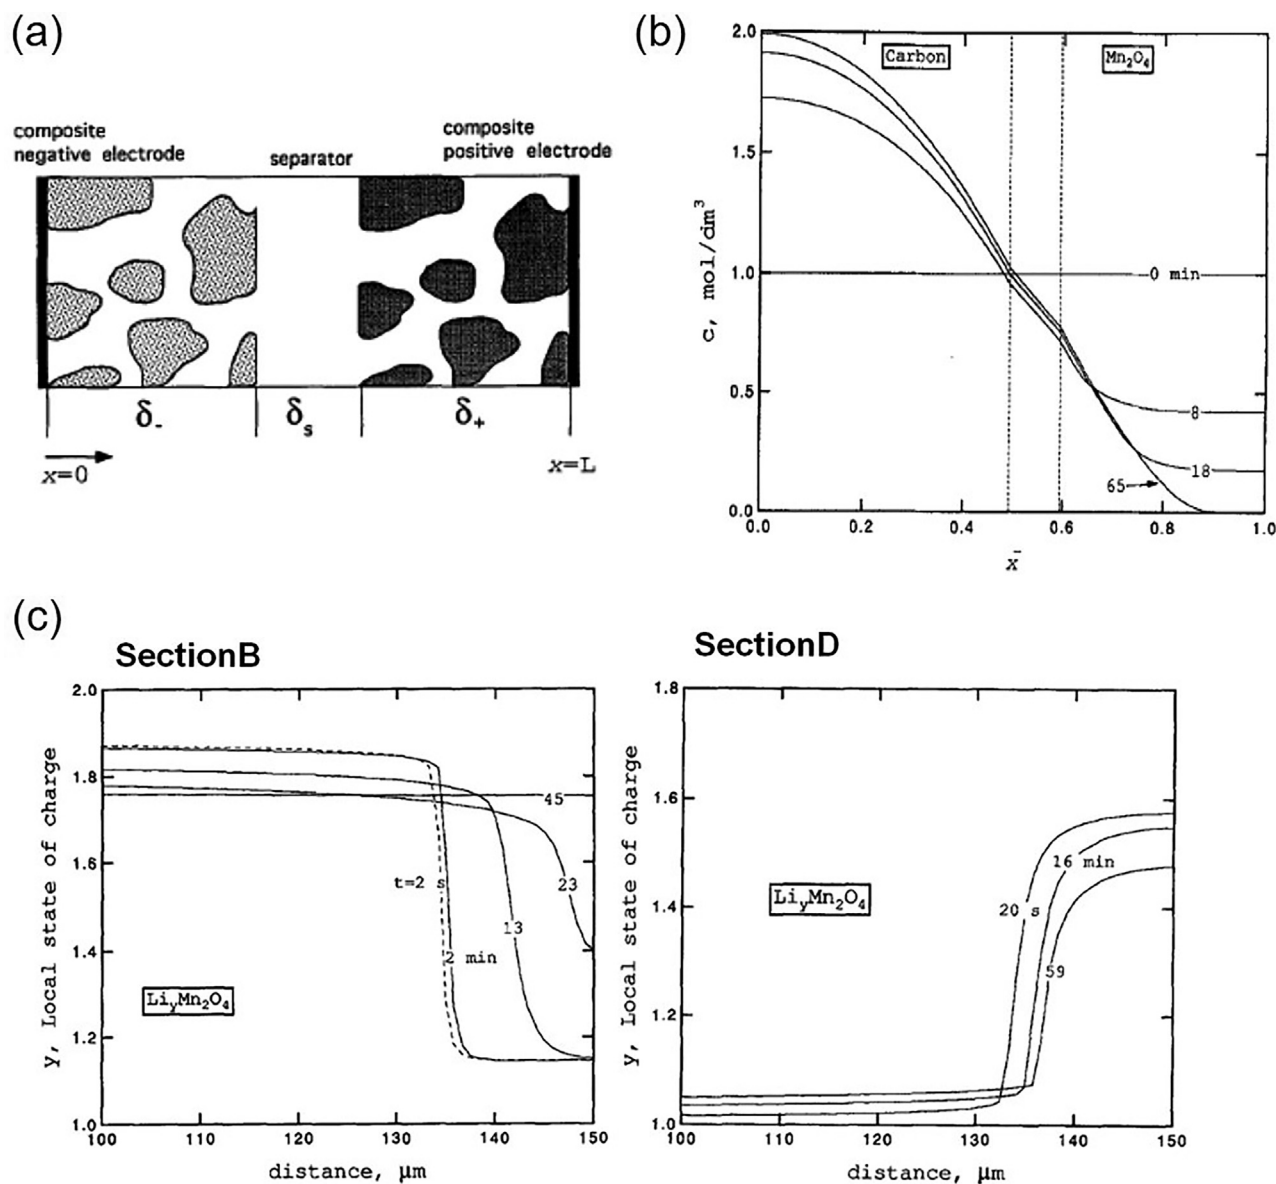 (a)
composite
negative electrode
separator
composite
positive electrode
δ-
δs
δ+
x=0
x=L
(b)
Carbon
Mn2O4
c, mol/dm3
2.0
1.5
1.0
0.5
0.0
0 min
8
18
65
0.0 0.2 0.4 0.6 0.8 1.0
x̄
(c)
SectionB
y, Local state of charge
2.0
1.8
1.6
1.4
1.2
1.0
45
t=2 s
23
13
2 min
LiyMn2O4
100 110 120 130 140 150
distance, μm
SectionD
y, Local state of charge
1.8
1.6
1.4
1.2
1.0
16 min
20 s
59
LiyMn2O4
100 110 120 130 140 150
distance, μm